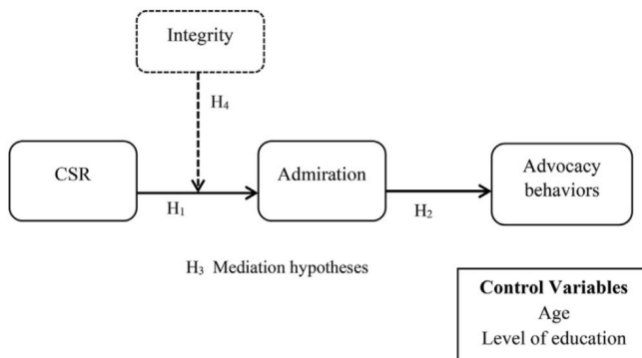 Integrity
H4
CSR
Admiration
Advocacy
behaviors
H1
H2
H3 Mediation hypotheses
Control Variables
Age
Level of education